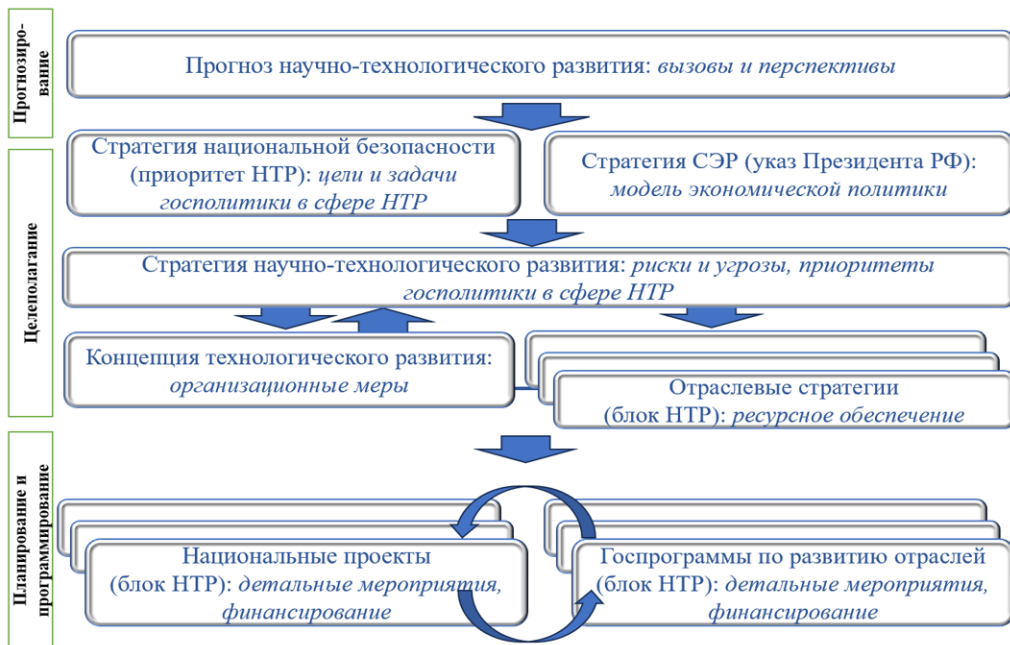 Прогнозиро-
вание
Прогноз научно-технологического развития: вызовы и перспективы
Целеполагание
Стратегия национальной безопасности
(приоритет НТР): цели и задачи
госполитики в сфере НТР
Стратегия СЭР (указ Президента РФ):
модель экономической политики
Стратегия научно-технологического развития: риски и угрозы, приоритеты
госполитики в сфере НТР
Концепция технологического развития:
организационные меры
Отраслевые стратегии
(блок НТР): ресурсное обеспечение
Планирование и
программирование
Национальные проекты
(блок НТР): детальные мероприятия,
финансирование
Госпрограммы по развитию отраслей
(блок НТР): детальные мероприятия,
финансирование